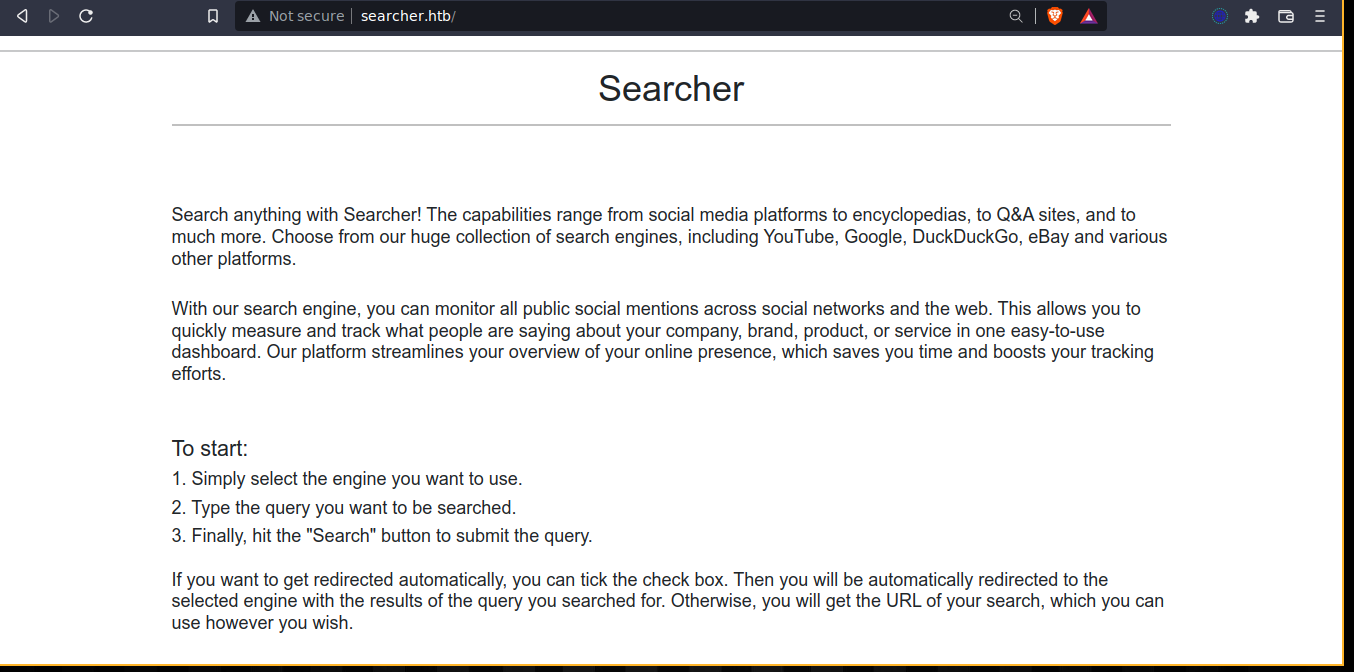 Not secure searcher.htb/
Searcher
Search anything with Searcher! The capabilities range from social media platforms to encyclopedias, to Q&A sites, and to
much more. Choose from our huge collection of search engines, including YouTube, Google, DuckDuckGo, eBay and various
other platforms.
With our search engine, you can monitor all public social mentions across social networks and the web. This allows you to
quickly measure and track what people are saying about your company, brand, product, or service in one easy-to-use
dashboard. Our platform streamlines your overview of your online presence, which saves you time and boosts your tracking
efforts.
To start:
1. Simply select the engine you want to use.
2. Type the query you want to be searched.
3. Finally, hit the "Search" button to submit the query.
If you want to get redirected automatically, you can tick the check box. Then you will be automatically redirected to the
selected engine with the results of the query you searched for. Otherwise, you will get the URL of your search, which you can
use however you wish.